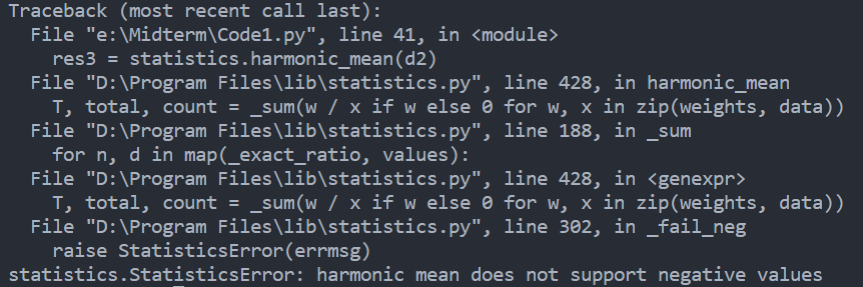 Traceback (most recent call last):
  File "e:\Midterm\Code1.py", line 41, in <module>
    res3 = statistics.harmonic_mean(d2)
  File "D:\Program Files\lib\statistics.py", line 428, in harmonic_mean
    T, total, count = _sum(w / x if w else 0 for w, x in zip(weights, data))
  File "D:\Program Files\lib\statistics.py", line 188, in _sum
    for n, d in map(_exact_ratio, values):
  File "D:\Program Files\lib\statistics.py", line 428, in <genexpr>
    T, total, count = _sum(w / x if w else 0 for w, x in zip(weights, data))
  File "D:\Program Files\lib\statistics.py", line 302, in _fail_neg
    raise StatisticsError(errmsg)
statistics.StatisticsError: harmonic mean does not support negative values